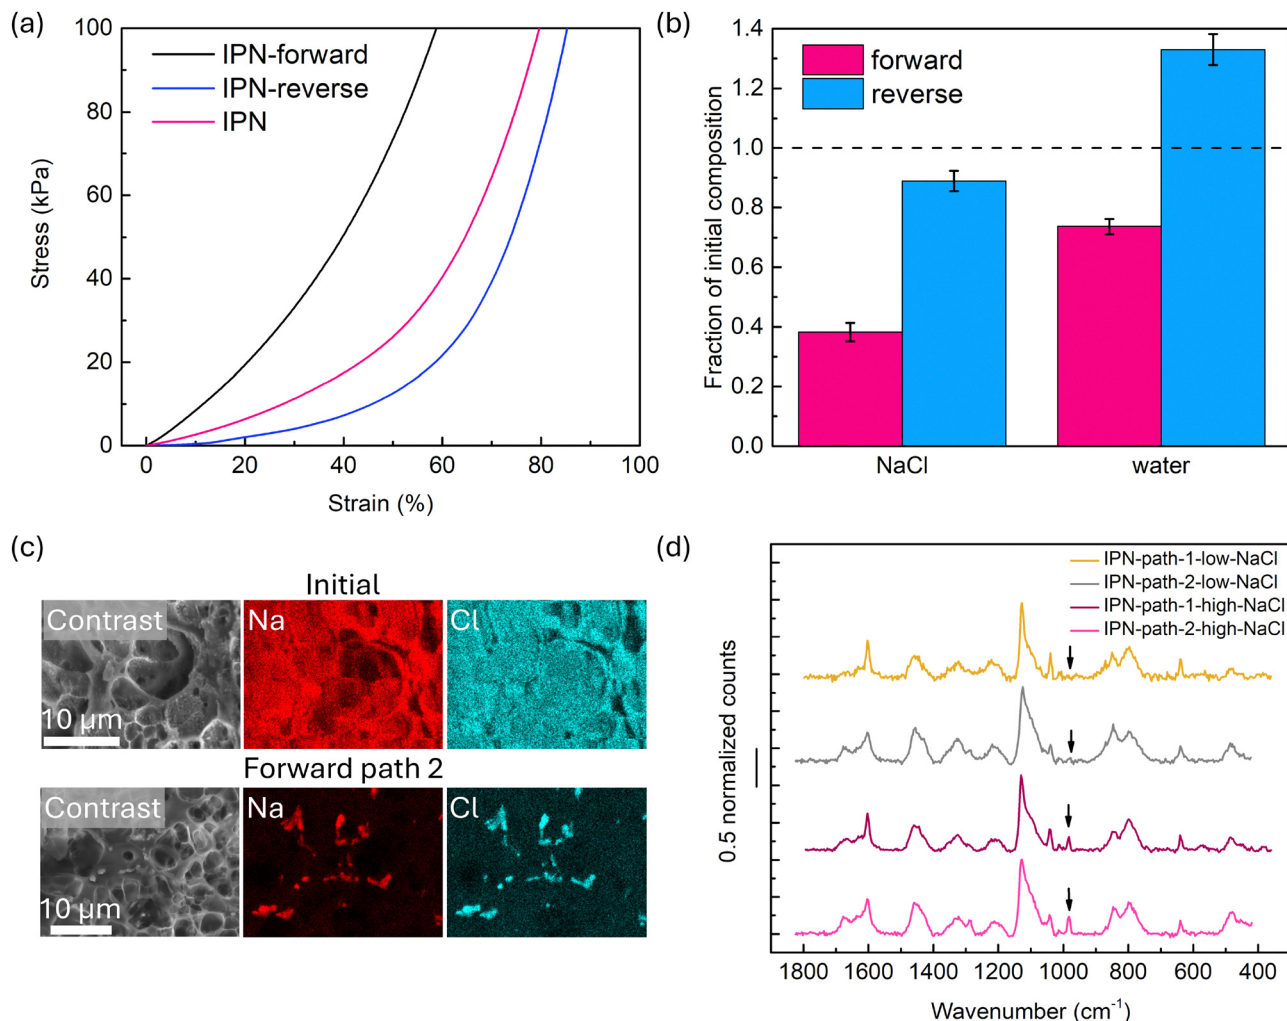 (a)
100
80
60
40
20
0
Stress (kPa)
IPN-forward
IPN-reverse
IPN
0 20 40 60 80 100
Strain (%)
(b)
1.4
1.2
1.0
0.8
0.6
0.4
0.2
0.0
Fraction of initial composition
forward
reverse
NaCl water
(c)
Initial
Contrast Na Cl
10 µm
Forward path 2
Contrast Na Cl
10 µm
(d)
IPN-path-1-low-NaCl
IPN-path-2-low-NaCl
IPN-path-1-high-NaCl
IPN-path-2-high-NaCl
0.5 normalized counts
1800 1600 1400 1200 1000 800 600 400
Wavenumber (cm⁻¹)